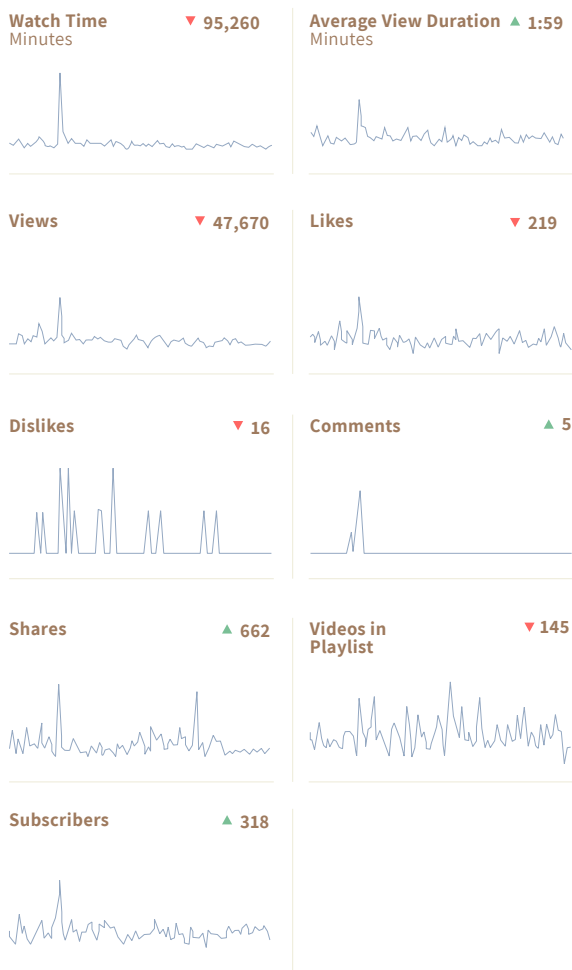 Watch Time ▼ 95,260
Minutes
Average View Duration ▲ 1:59
Minutes
Views ▼ 47,670
Likes ▼ 219
Dislikes ▼ 16
Comments ▲ 5
Shares ▲ 662
Videos in ▼ 145
Playlist
Subscribers ▲ 318